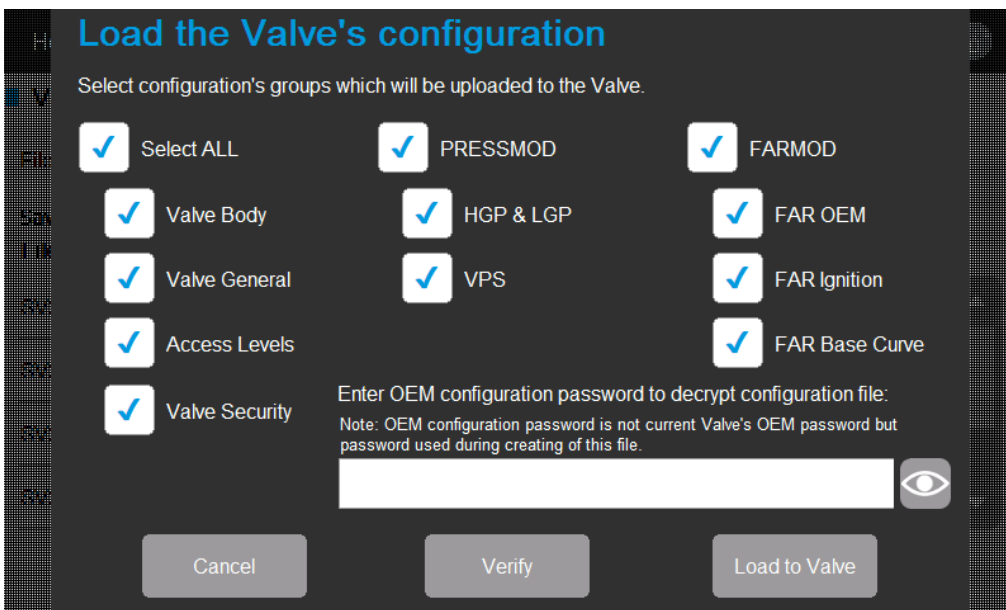 Load the Valve's configuration
Select configuration's groups which will be uploaded to the Valve.
Select ALL
PRESSMOD
FARMOD
Valve Body
HGP & LGP
FAR OEM
Valve General
VPS
FAR Ignition
Access Levels
FAR Base Curve
Valve Security
Enter OEM configuration password to decrypt configuration file:
Note: OEM configuration password is not current Valve's OEM password but
password used during creating of this file.
Cancel
Verify
Load to Valve